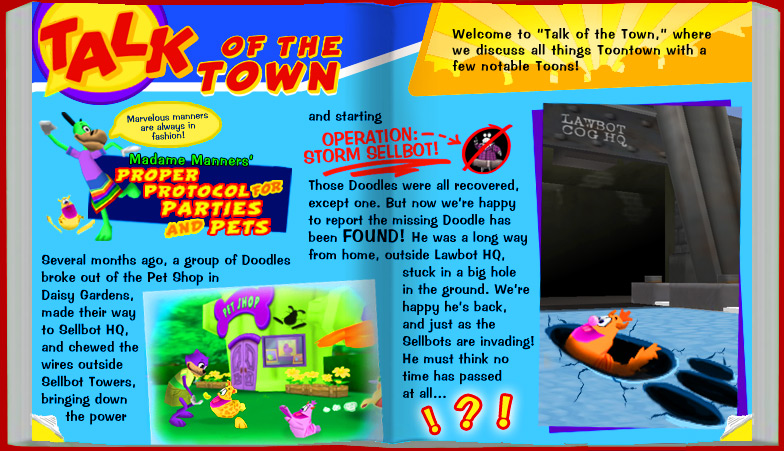 TALK
OF THE
TOWN
Welcome to "Talk of the Town," where
we discuss all things Toontown with a
few notable Toons!
Marvelous manners
are always in
fashion!
Madame Manners'
PROPER
PROTOCOL FOR
PARTIES
AND PETS
Several months ago, a group of Doodles
broke out of the Pet Shop in
Daisy Gardens,
made their way
to Sellbot HQ,
and chewed the
wires outside
Sellbot Towers,
bringing down
the power
PET SHOP
and starting
OPERATION:
STORM SELLBOT!
Those Doodles were all recovered,
except one. But now we're happy
to report the missing Doodle has
been FOUND! He was a long way
from home, outside Lawbot HQ,
stuck in a big hole
in the ground. We're
happy he's back,
and just as the
Sellbots are invading!
He must think no
time has passed
at all...
! ? !
LAWBOT
COG HQ